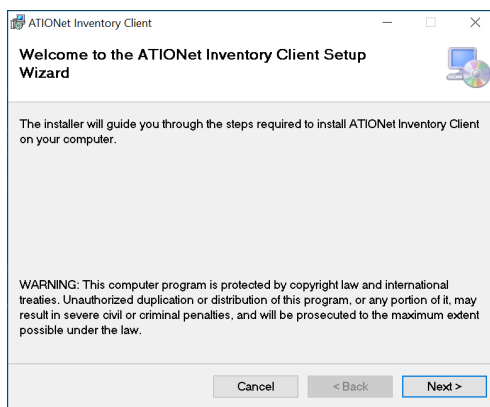 ATIONet Inventory Client
Welcome to the ATIONet Inventory Client Setup
Wizard
The installer will guide you through the steps required to install ATIONet Inventory Client
on your computer.
WARNING: This computer program is protected by copyright law and international
treaties. Unauthorized duplication or distribution of this program, or any portion of it, may
result in severe civil or criminal penalties, and will be prosecuted to the maximum extent
possible under the law.
Cancel
< Back
Next >